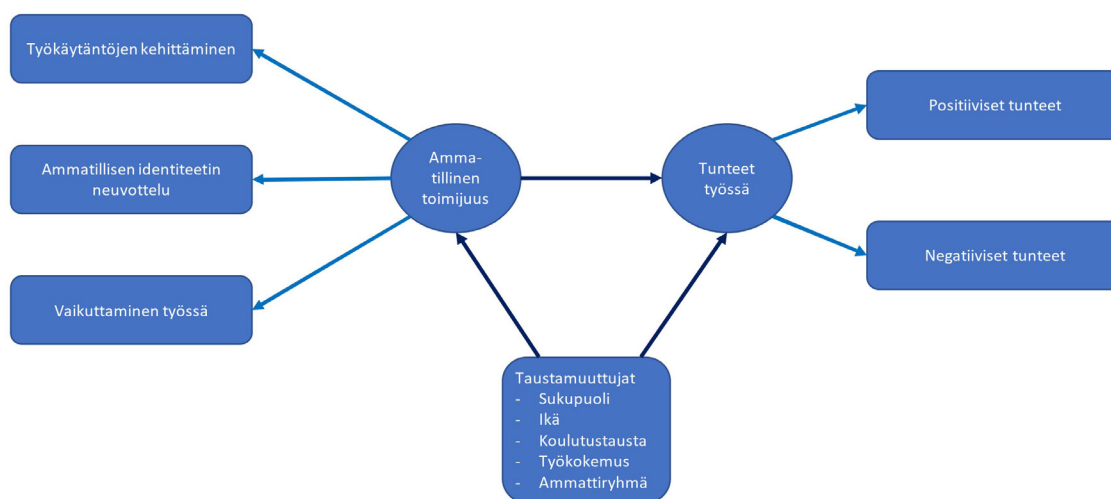 Työkäytäntöjen kehittäminen
Ammatillisen identiteetin
neuvottelu
Vaikuttaminen työssä
Amma-
tillinen
toimijuus
Tunteet
työssä
Positiiviset tunteet
Negatiiviset tunteet
Taustamuuttujat
- Sukupuoli
- Ikä
- Koulutustausta
- Työkokemus
- Ammattiryhmä